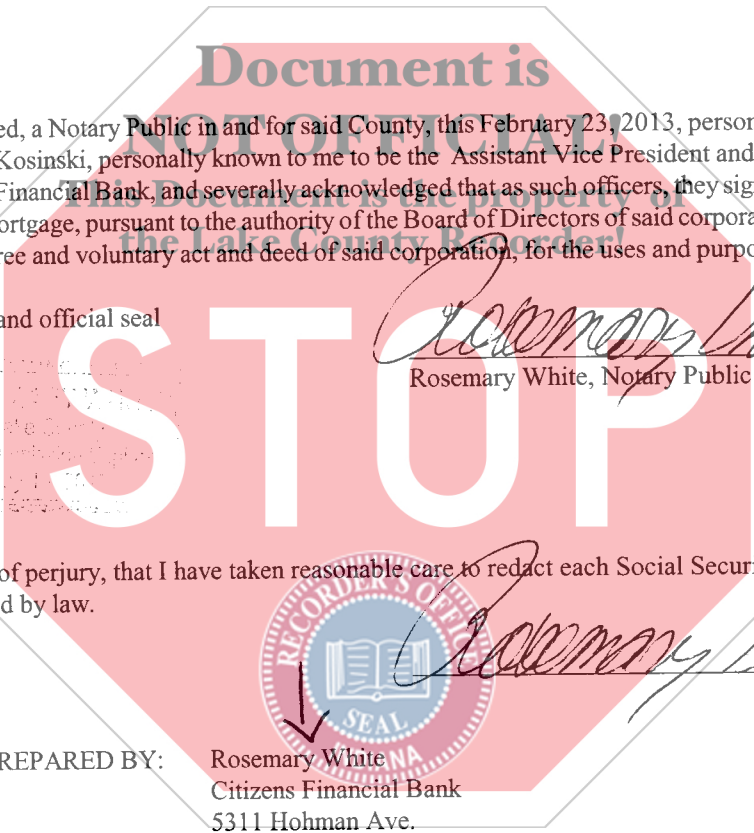 Document is
NOT OFFICIAL!
ed, a Notary Public in and for said County, this February 23, 2013, person
Kosinski, personally known to me to be the Assistant Vice President and
Financial Bank, and severally acknowledged that as such officers, they sig
This Document is the property of
ortgage, pursuant to the authority of the Board of Directors of said corpora
the Lake County Recorder!
ree and voluntary act and deed of said corporation, for the uses and purpo
and official seal
Rosemary
Rosemary White, Notary Public
STOP
of perjury, that I have taken reasonable care to redact each Social Securi
d by law.
RECORDER'S OFFICE
Rosemary
SEAL
INDIANA
REPARED BY: Rosemary White
Citizens Financial Bank
5311 Hohman Ave.